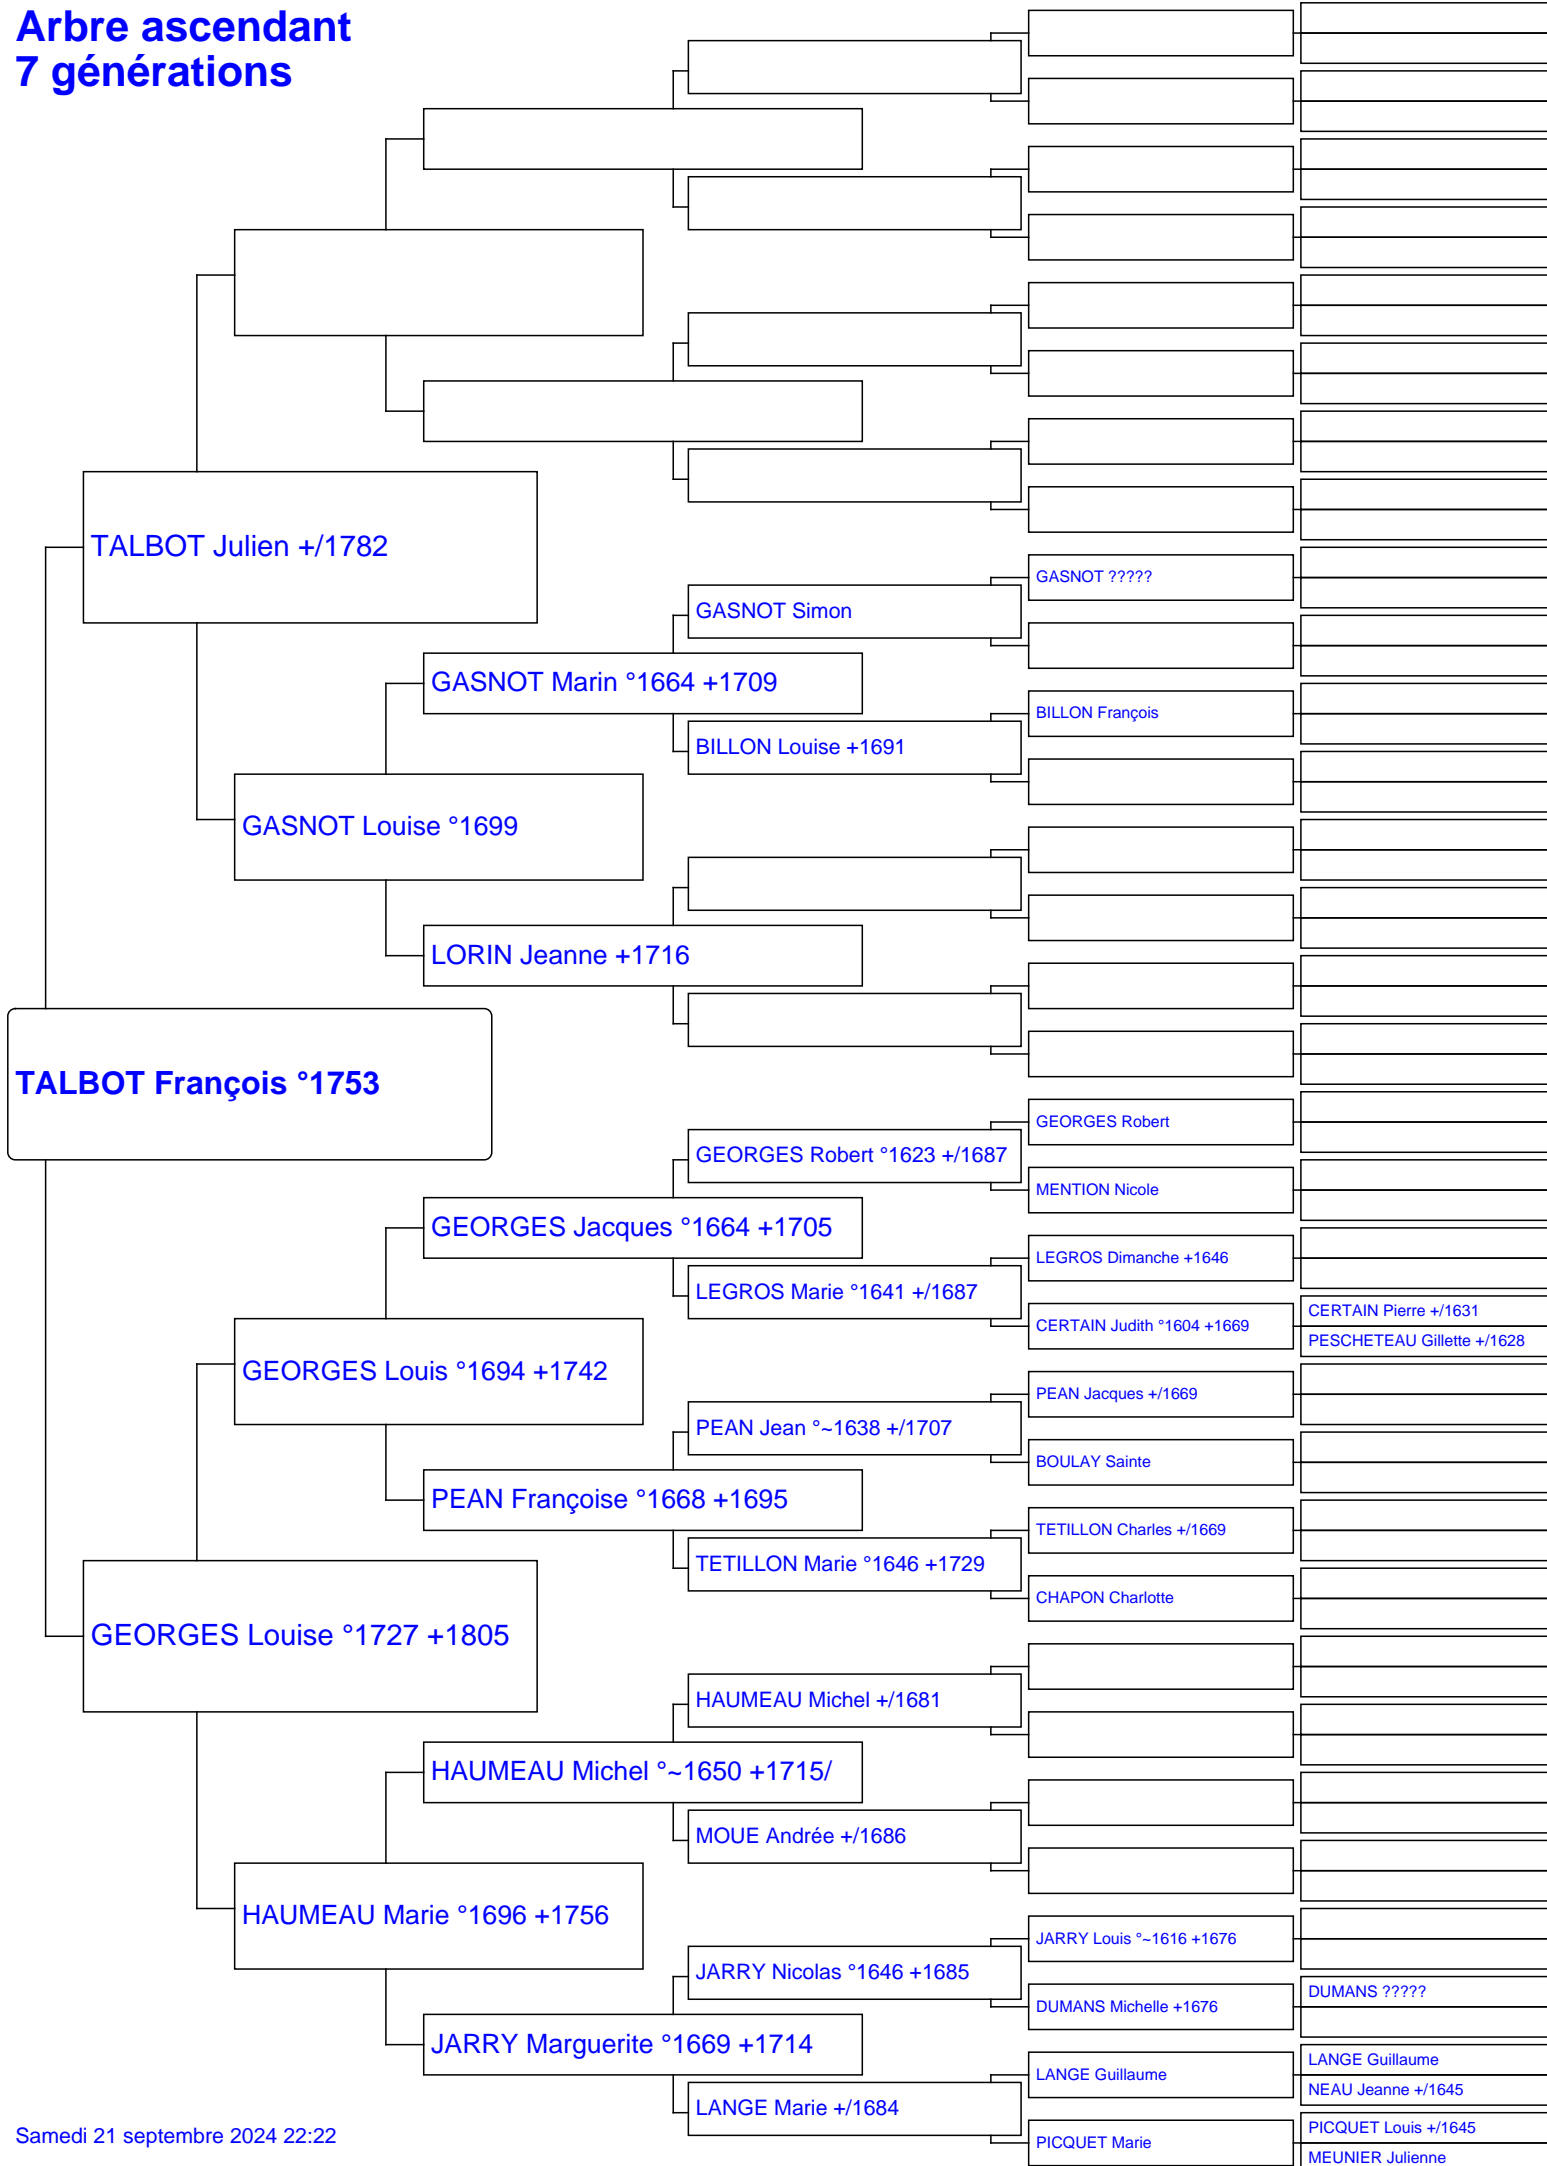 Arbre ascendant
7 générations
TALBOT Julien +/1782
GASNOT ?????
GASNOT Simon
GASNOT Marin °1664 +1709
BILLON François
BILLON Louise +1691
GASNOT Louise °1699
LORIN Jeanne +1716
TALBOT François °1753
GEORGES Robert
GEORGES Robert °1623 +/1687
MENTION Nicole
GEORGES Jacques °1664 +1705
LEGROS Dimanche +1646
LEGROS Marie °1641 +/1687
CERTAIN Pierre +/1631
CERTAIN Judith °1604 +1669
PESCHETEAU Gillette +/1628
GEORGES Louis °1694 +1742
PEAN Jacques +/1669
PEAN Jean °~1638 +/1707
BOULAY Sainte
PEAN Françoise °1668 +1695
TETILLON Charles +/1669
TETILLON Marie °1646 +1729
CHAPON Charlotte
GEORGES Louise °1727 +1805
HAUMEAU Michel +/1681
HAUMEAU Michel °~1650 +1715/
MOUE Andrée +/1686
HAUMEAU Marie °1696 +1756
JARRY Louis °~1616 +1676
JARRY Nicolas °1646 +1685
DUMANS ?????
DUMANS Michelle +1676
JARRY Marguerite °1669 +1714
LANGE Guillaume
LANGE Guillaume
NEAU Jeanne +/1645
LANGE Marie +/1684
PICQUET Louis +/1645
PICQUET Marie
MEUNIER Julienne
Samedi 21 septembre 2024 22:22